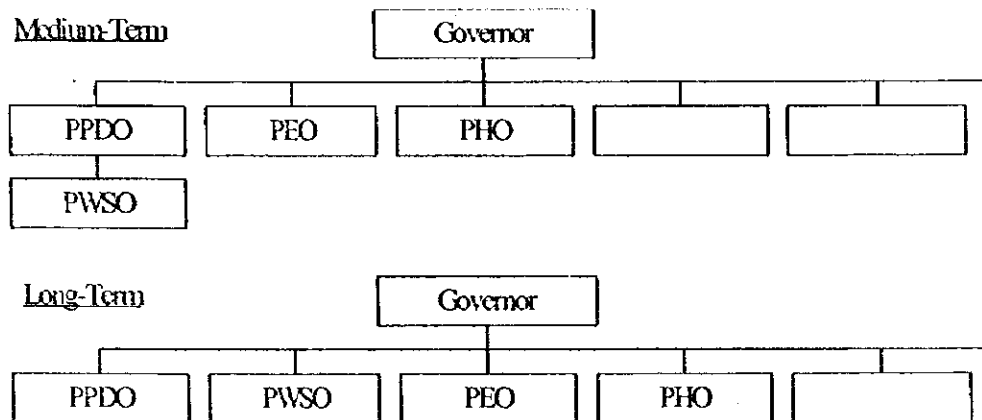 Medium-Term
Governor
PPDO PEO PHO
PWSO
Long-Term
Governor
PPDO PWSO PEO PHO